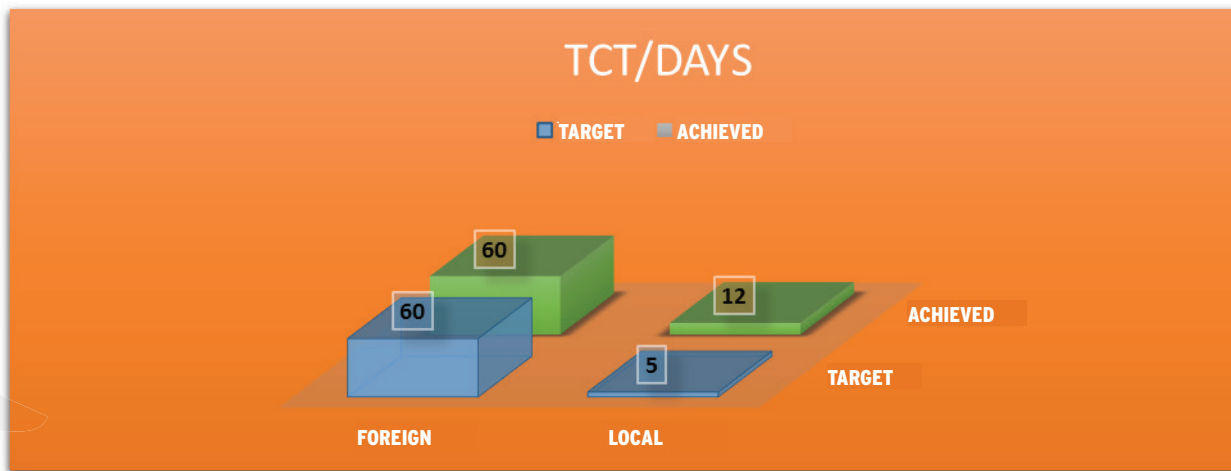 TCT/DAYS
TARGET ACHIEVED
60
60
12
5
ACHIEVED
TARGET
FOREIGN LOCAL